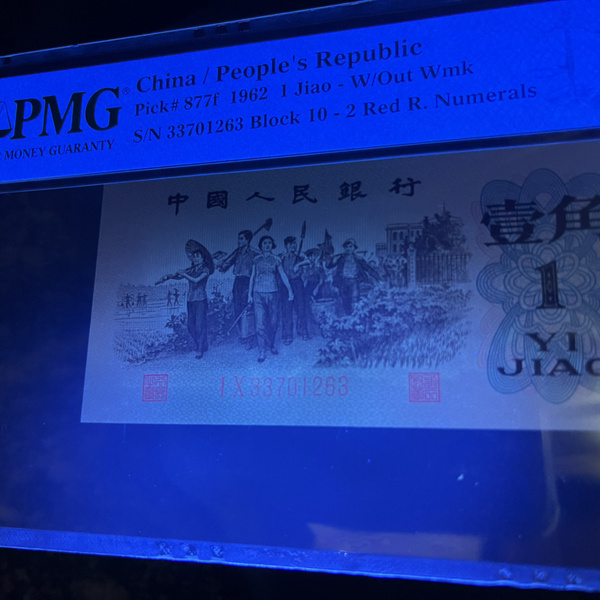 PMG®
MONEY GUARANTY
China / People's Republic
Pick# 877f 1962 1 Jiao - W/Out Wmk
S/N 33701263 Block 10 - 2 Red R. Numerals
中國人民銀行
壹角
1
YI
JIAO
IX 33701263